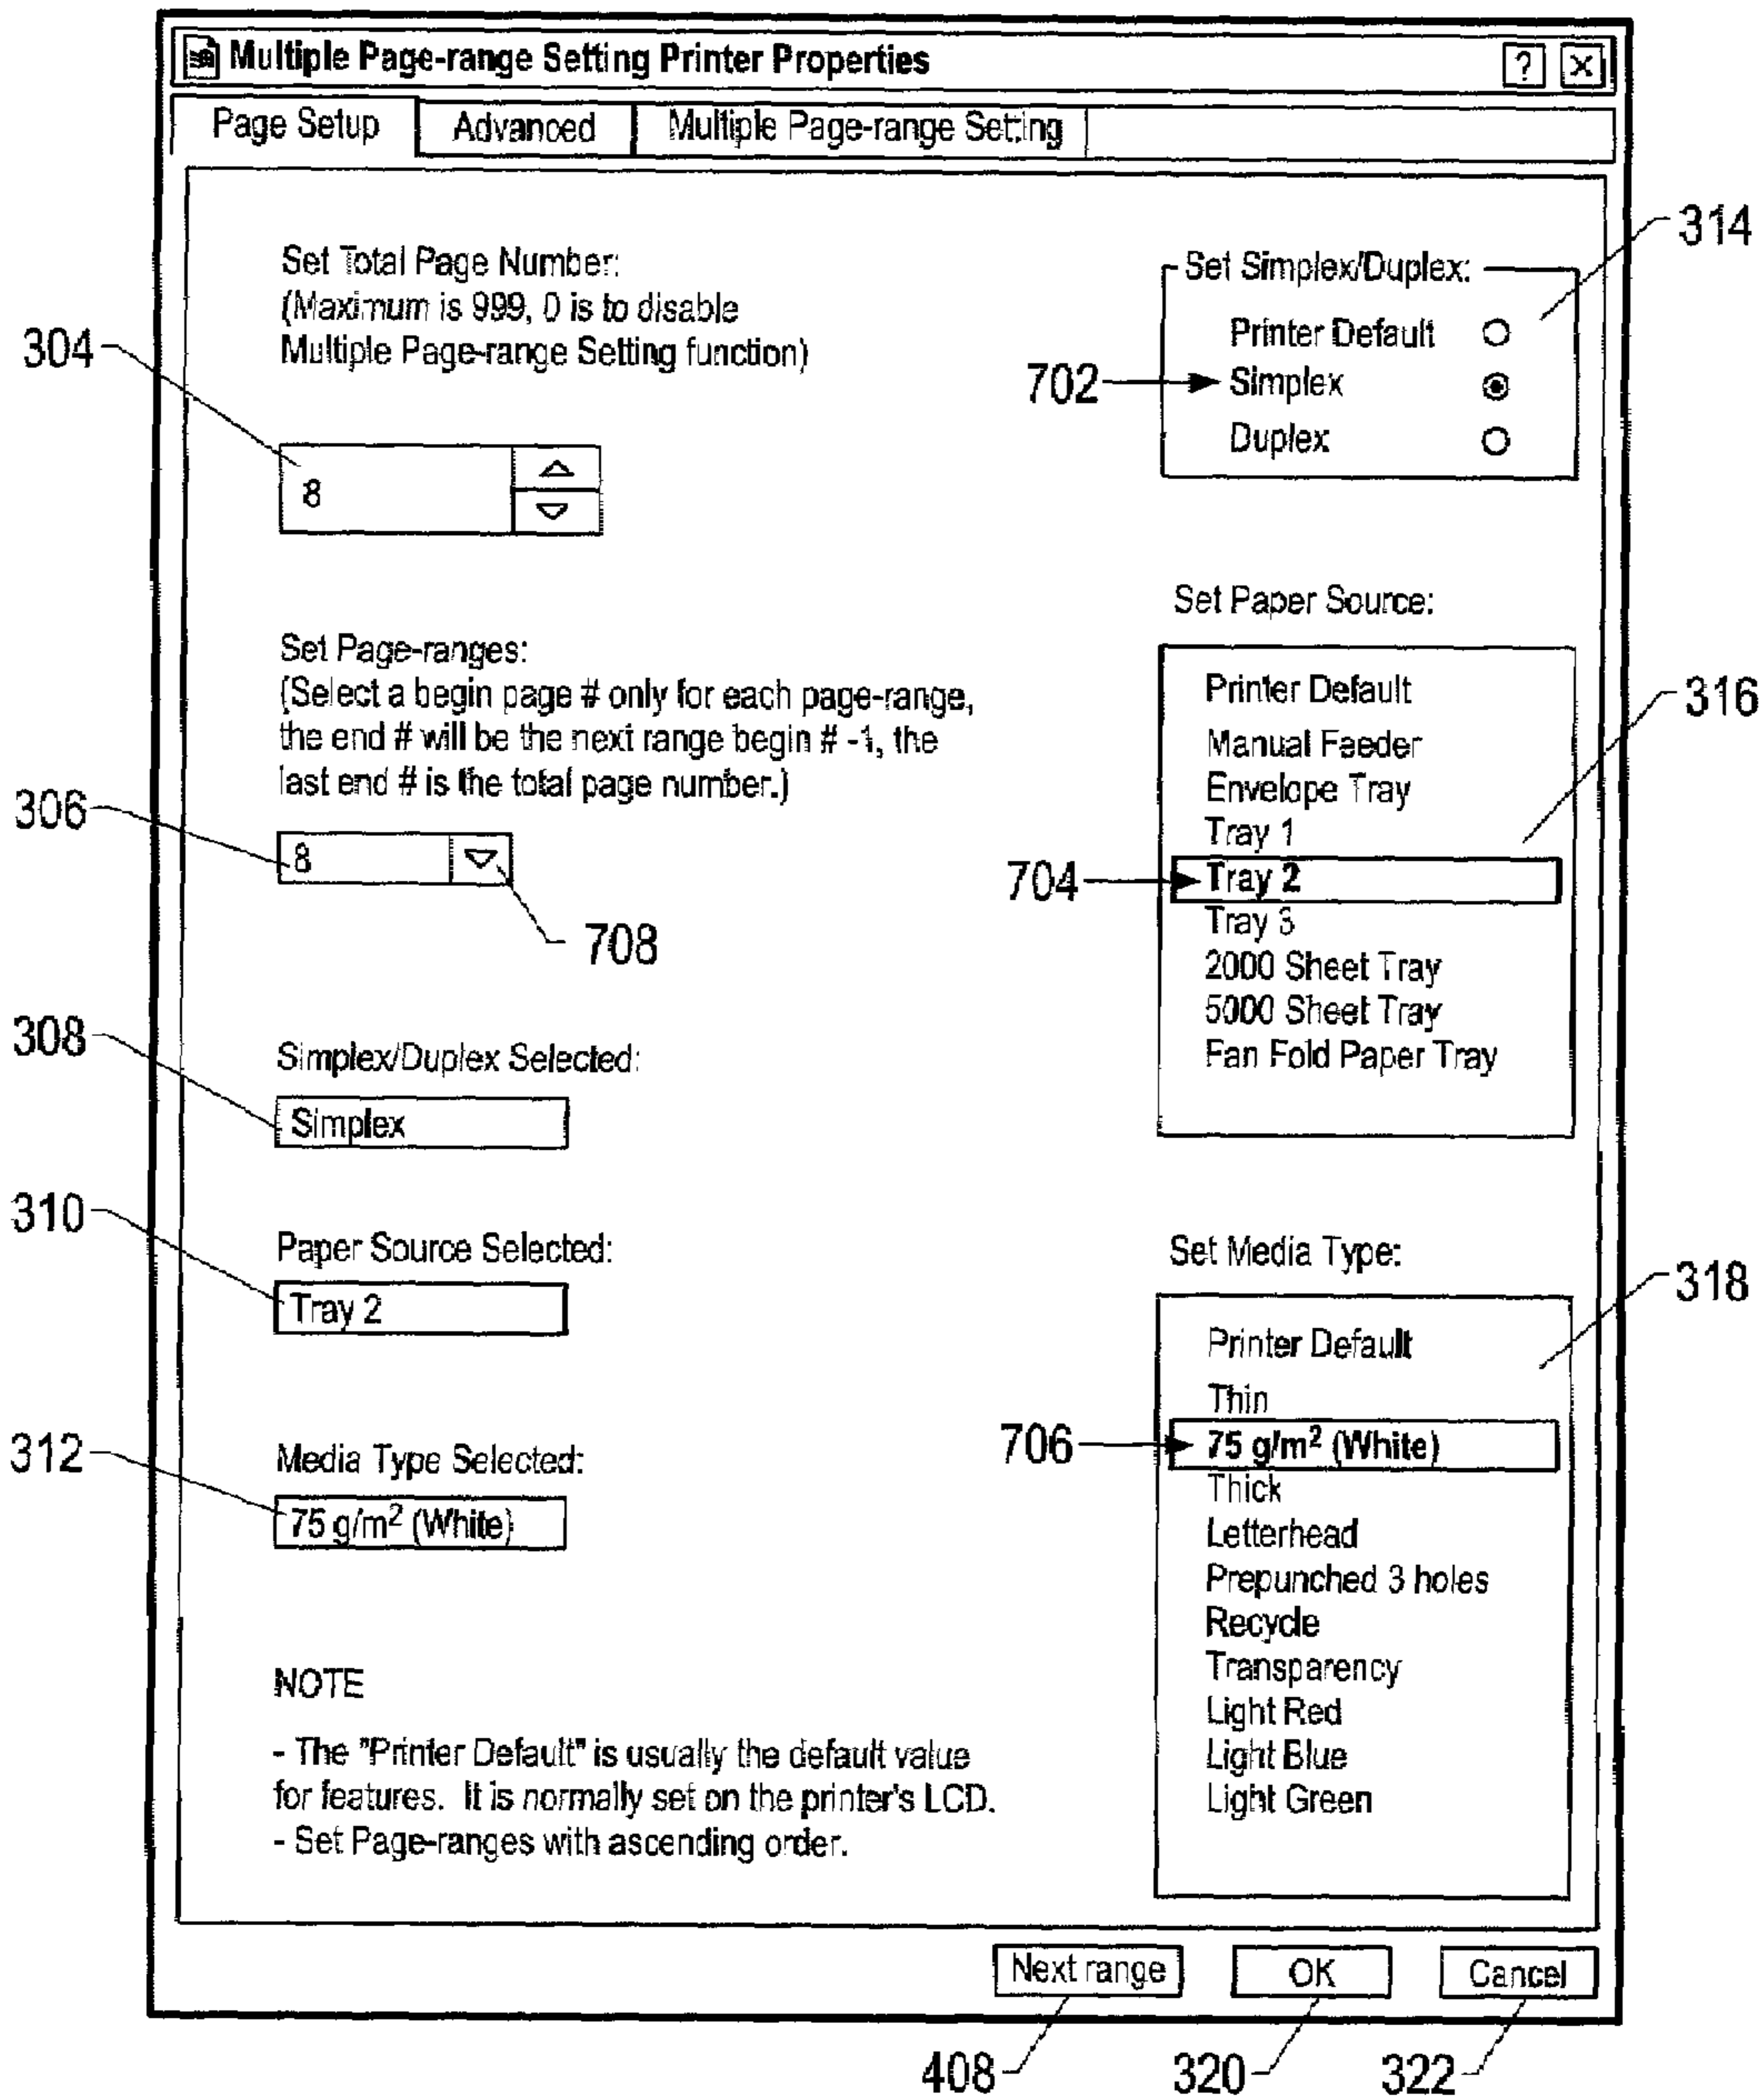 Multiple Page-range Setting Printer Properties
?
X
Page Setup
Advanced
Multiple Page-range Setting
Set Total Page Number:
(Maximum is 999, 0 is to disable
Multiple Page-range Setting function)
304
8
Set Page-ranges:
(Select a begin page # only for each page-range,
the end # will be the next range begin # -1, the
last end # is the total page number.)
306
8
708
308
Simplex/Duplex Selected:
Simplex
310
Paper Source Selected:
Tray 2
312
Media Type Selected:
75 g/m² (White)
NOTE
- The "Printer Default" is usually the default value
for features. It is normally set on the printer's LCD.
- Set Page-ranges with ascending order.
314
Set Simplex/Duplex:
Printer Default
702
Simplex
Duplex
Set Paper Source:
316
Printer Default
Manual Feeder
Envelope Tray
Tray 1
704
Tray 2
Tray 3
2000 Sheet Tray
5000 Sheet Tray
Fan Fold Paper Tray
Set Media Type:
318
Printer Default
Thin
706
75 g/m² (White)
Thick
Letterhead
Prepunched 3 holes
Recycle
Transparency
Light Red
Light Blue
Light Green
Next range
OK
Cancel
408
320
322